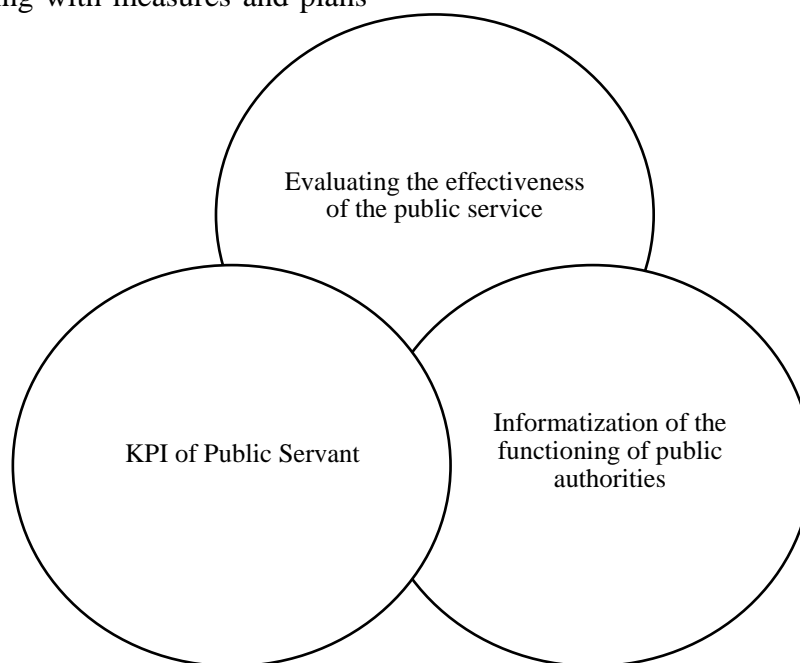 with measures and plans
Evaluating the effectiveness
of the public service
Informatization of the
functioning of public
authorities
KPI of Public Servant